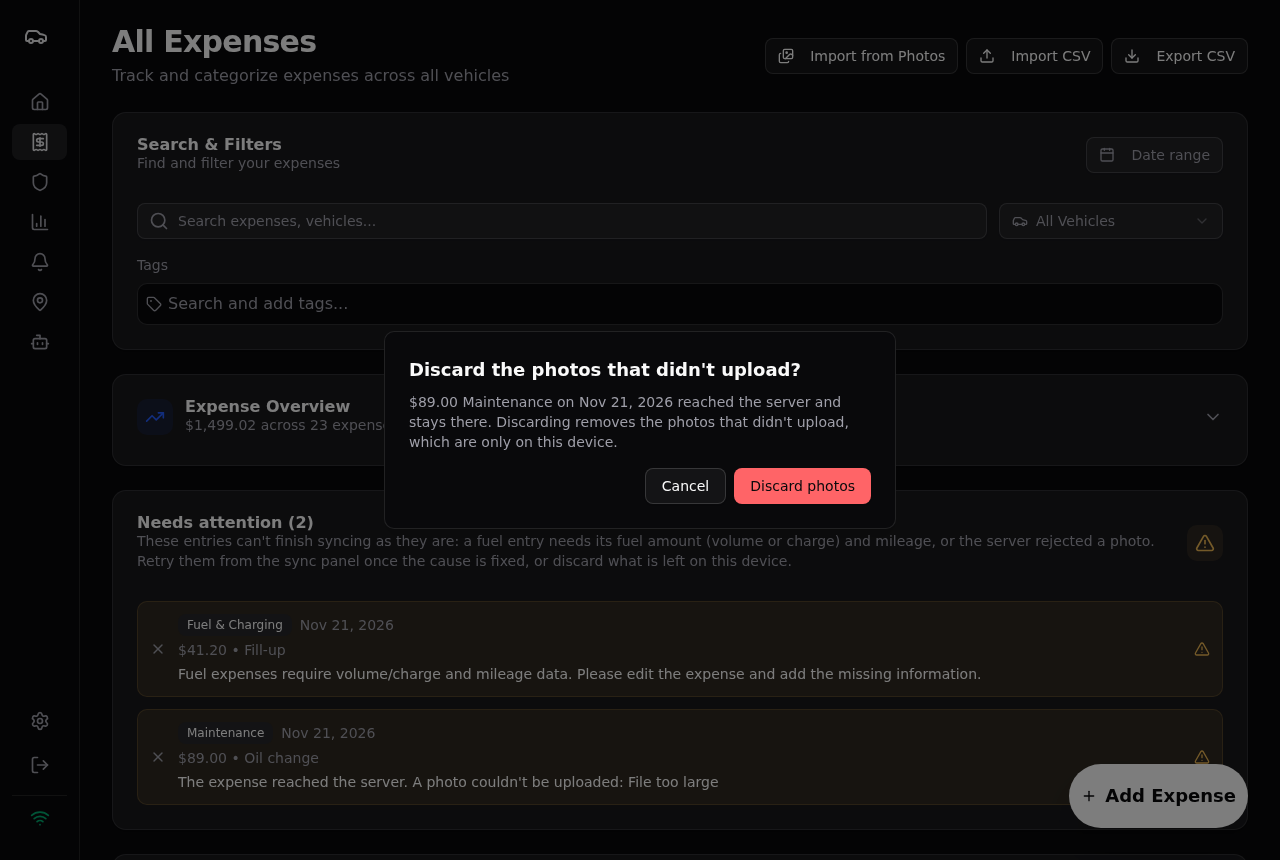 All Expenses
Track and categorize expenses across all vehicles
Import from Photos
Import CSV
Export CSV
Search & Filters
Find and filter your expenses
Date range
Search expenses, vehicles...
All Vehicles
Tags
Search and add tags...
Discard the photos that didn't upload?
$89.00 Maintenance on Nov 21, 2026 reached the server and
stays there. Discarding removes the photos that didn't upload,
which are only on this device.
Cancel
Discard photos
Expense Overview
$1,499.02 across 23 expens
Needs attention (2)
These entries can't finish syncing as they are: a fuel entry needs its fuel amount (volume or charge) and mileage, or the server rejected a photo.
Retry them from the sync panel once the cause is fixed, or discard what is left on this device.
Fuel & Charging Nov 21, 2026
$41.20 • Fill-up
Fuel expenses require volume/charge and mileage data. Please edit the expense and add the missing information.
Maintenance Nov 21, 2026
$89.00 • Oil change
The expense reached the server. A photo couldn't be uploaded: File too large
+ Add Expense